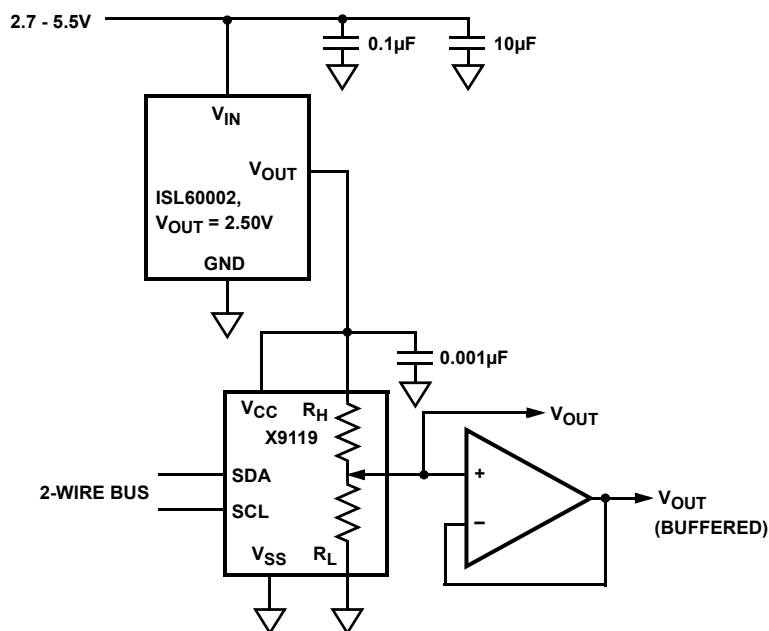 2.7 - 5.5V
0.1µF
10µF
VIN
VOUT
ISL60002,
VOUT = 2.50V
GND
0.001µF
VCC
RH
X9119
VOUT
SDA
+
2-WIRE BUS
SCL
−
VOUT
(BUFFERED)
VSS
RL